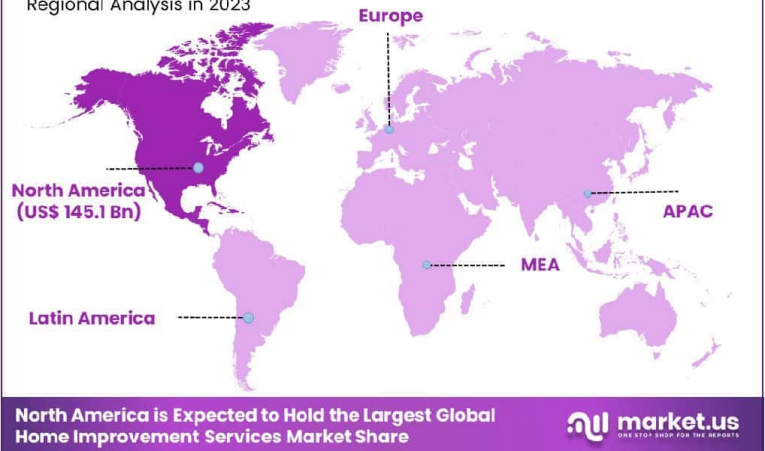 Regional Analysis in 2023
Europe
North America
(US$ 145.1 Bn)
APAC
MEA
Latin America
North America is Expected to Hold the Largest Global
Home Improvement Services Market Share
market.us
ONE STOP SHOP FOR THE REPORTS